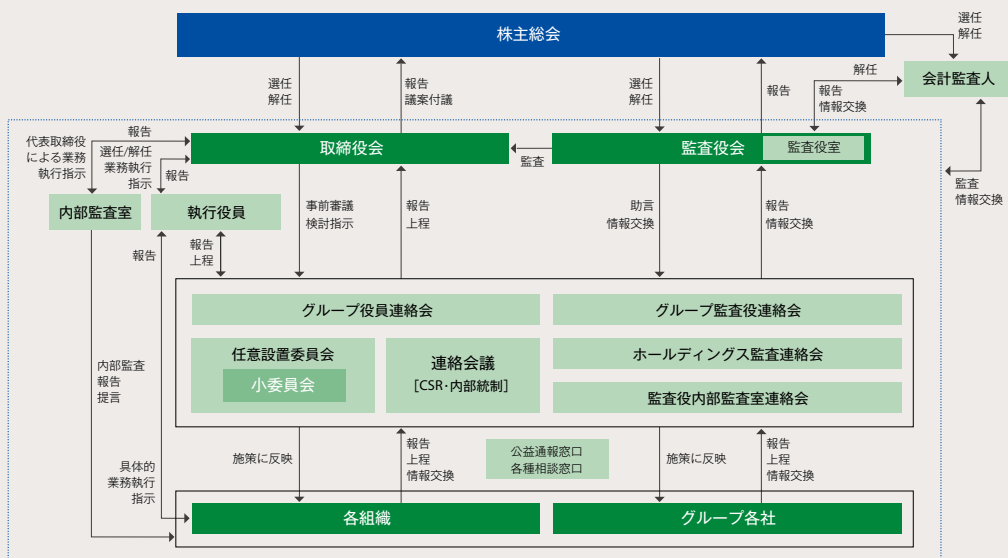 株主総会
選任
解任
会計監査人
選任
解任
報告
議案付議
選任
解任
報告
解任
報告
情報交換
代表取締役
による業務
執行指示
報告
選任/解任
業務執行
指示
報告
取締役会
監査
監査役会
監査役室
監査
情報交換
内部監査室
執行役員
事前審議
検討指示
報告
上程
助言
情報交換
報告
情報交換
報告
報告
上程
グループ役員連絡会
グループ監査役連絡会
任意設置委員会
小委員会
連絡会議
[CSR・内部統制]
ホールディングス監査連絡会
監査役内部監査室連絡会
内部監査
報告
提言
施策に反映
報告
上程
情報交換
公益通報窓口
各種相談窓口
施策に反映
報告
上程
情報交換
具体的
業務執行
指示
各組織
グループ各社